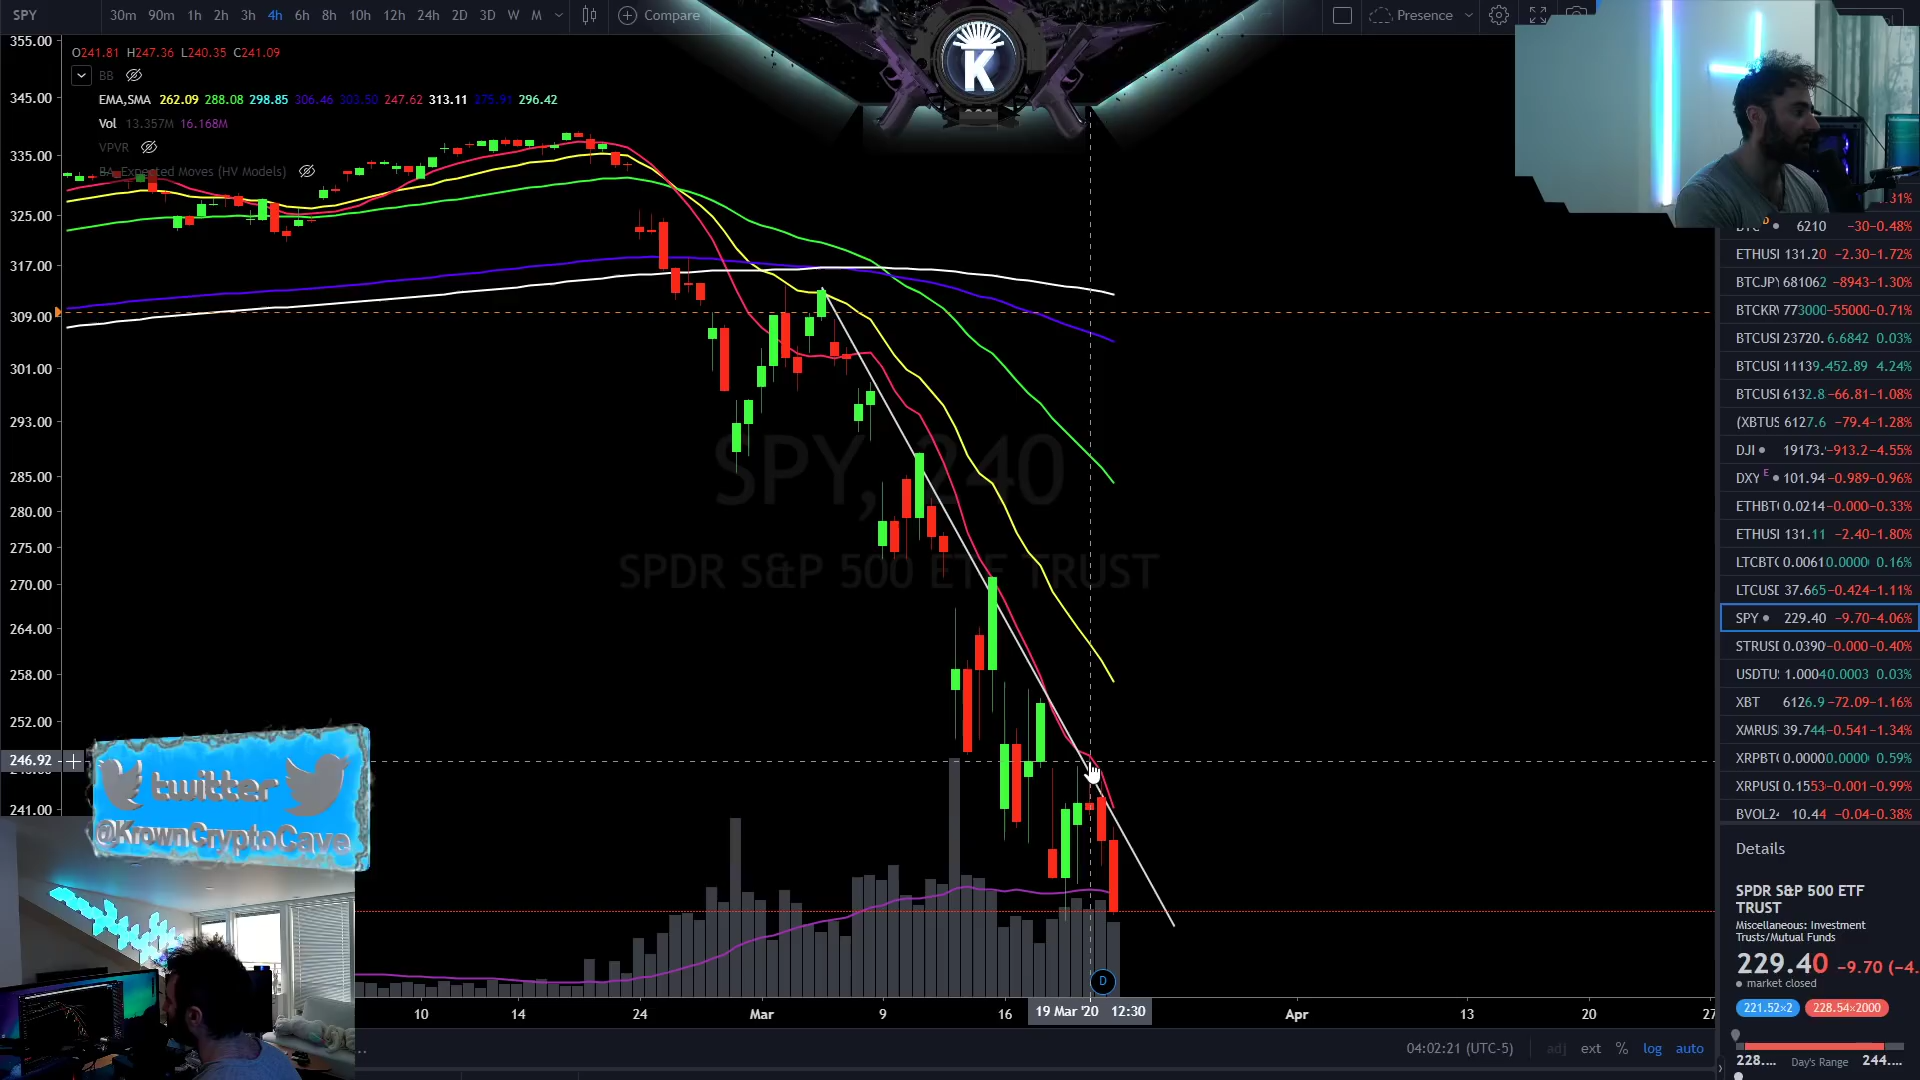 SPY 30m 90m 1h 2h 3h 4h 6h 8h 10h 12h 24h 2D 3D W M Compare Presence
O241.81 H247.36 L240.35 C241.09
BB
EMA,SMA 262.09 288.08 298.85 306.46 303.50 247.62 313.11 275.91 296.42
Vol 13.357M 16.168M
VPVR
BA Expected Moves (HV Models)
K
355.00
345.00
335.00
325.00
317.00
309.00
301.00
293.00
285.00
280.00
275.00
270.00
264.00
258.00
252.00
246.92
241.00
SPY, 240
SPDR S&P 500 ETF TRUST
twitter
@KrownCryptoCave
D
10 14 24 Mar 9 16 19 Mar '20 12:30 Apr 13 20 27
04:02:21 (UTC-5) adj ext % log auto
.31%
BTC D 6210 -30 -0.48%
ETHUSI 131.20 -2.30 -1.72%
BTCJPY 681062 -8943 -1.30%
BTCKRV 773000 -55000 -0.71%
BTCUSI 23720. 6.6842 0.03%
BTCUSI 11139. 452.89 4.24%
BTCUSI 6132.8 -66.81 -1.08%
(XBTUS 6127.6 -79.4 -1.28%
DJI 19173. -913.2 -4.55%
DXY E 101.94 -0.989 -0.96%
ETHBT( 0.0214 -0.000 -0.33%
ETHUSI 131.11 -2.40 -1.80%
LTCBT( 0.0061 0.0000 0.16%
LTCUSD 37.665 -0.424 -1.11%
SPY 229.40 -9.70 -4.06%
STRUSI 0.0390 -0.000 -0.40%
USDTU: 1.0004 0.0003 0.03%
XBT 6126.9 -72.09 -1.16%
XMRUS 39.744 -0.541 -1.34%
XRPBT( 0.0000 0.0000 0.59%
XRPUSI 0.1553 -0.001 -0.99%
BVOL24 10.44 -0.04 -0.38%
Details
SPDR S&P 500 ETF
TRUST
Miscellaneous: Investment
Trusts/Mutual Funds
229.40 -9.70 (-4.
market closed
221.52×2 228.54×2000
228.... Day's Range 244....